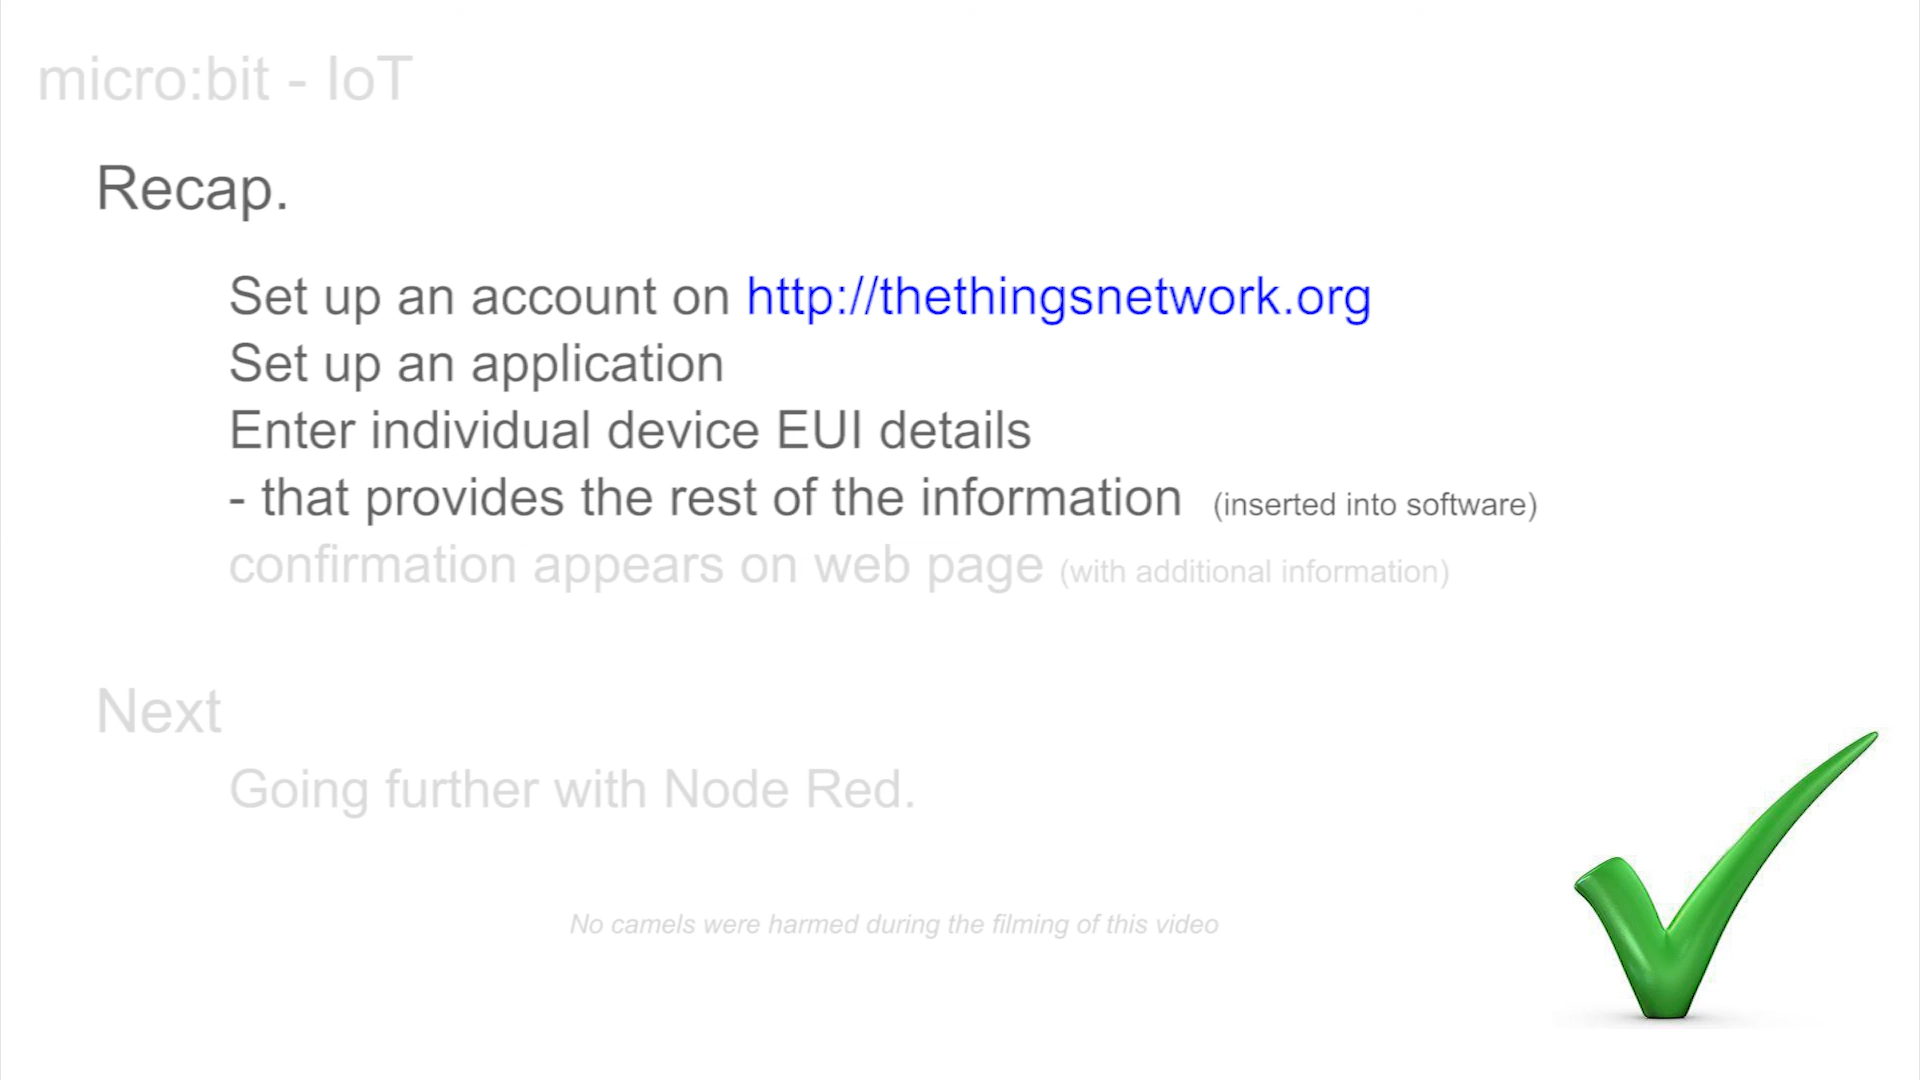 micro:bit - IoT
Recap.
Set up an account on http://thethingsnetwork.org
Set up an application
Enter individual device EUI details
- that provides the rest of the information (inserted into software)
confirmation appears on web page (with additional information)
Next
Going further with Node Red.
No camels were harmed during the filming of this video